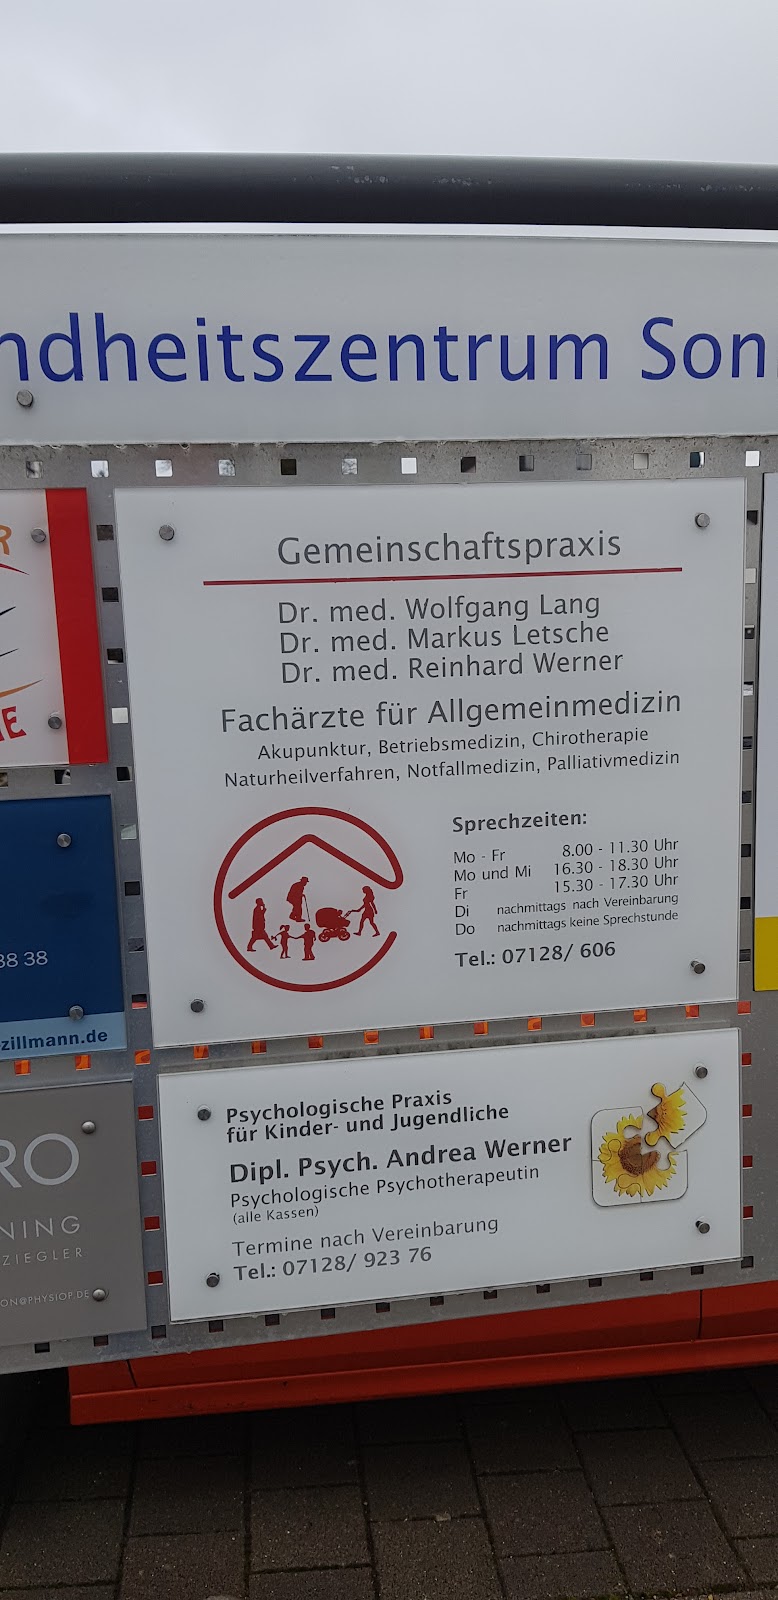 ndheitszentrum Son
Gemeinschaftspraxis
Dr. med. Wolfgang Lang
Dr. med. Markus Letsche
Dr. med. Reinhard Werner
Fachärzte für Allgemeinmedizin
Akupunktur, Betriebsmedizin, Chirotherapie
Naturheilverfahren, Notfallmedizin, Palliativmedizin
Sprechzeiten:
Mo - Fr 8.00 - 11.30 Uhr
Mo und Mi 16.30 - 18.30 Uhr
Fr 15.30 - 17.30 Uhr
Di nachmittags nach Vereinbarung
Do nachmittags keine Sprechstunde
Tel.: 07128/ 606
Psychologische Praxis
für Kinder- und Jugendliche
Dipl. Psych. Andrea Werner
Psychologische Psychotherapeutin
(alle Kassen)
Termine nach Vereinbarung
Tel.: 07128/ 923 76
R
E
38 38
zillmann.de
RO
NING
ZIEGLER
ON@PHYSIOP.DE